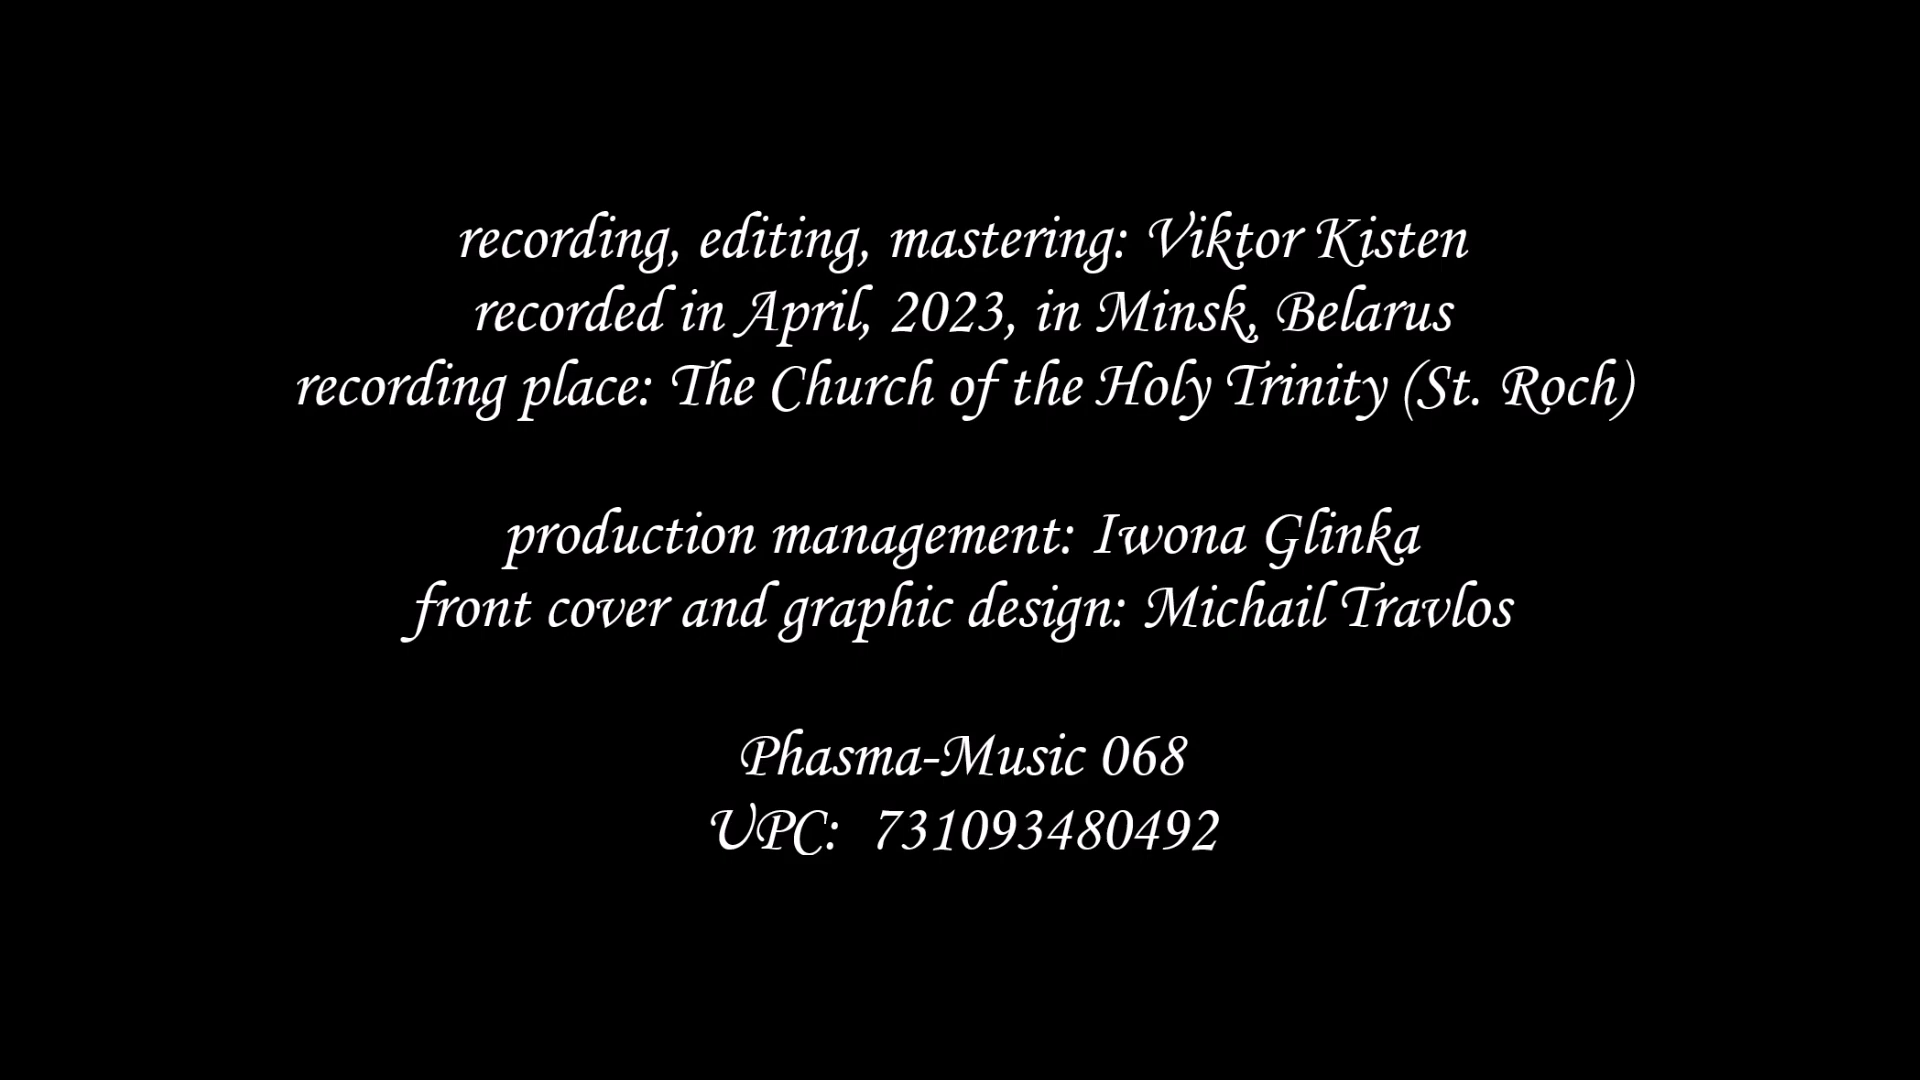 recording, editing, mastering: Viktor Kisten
recorded in April, 2023, in Minsk, Belarus
recording place: The Church of the Holy Trinity (St. Roch)
production management: Iwona Glinka
front cover and graphic design: Michail Travlos
Phasma-Music 068
UPC: 731093480492